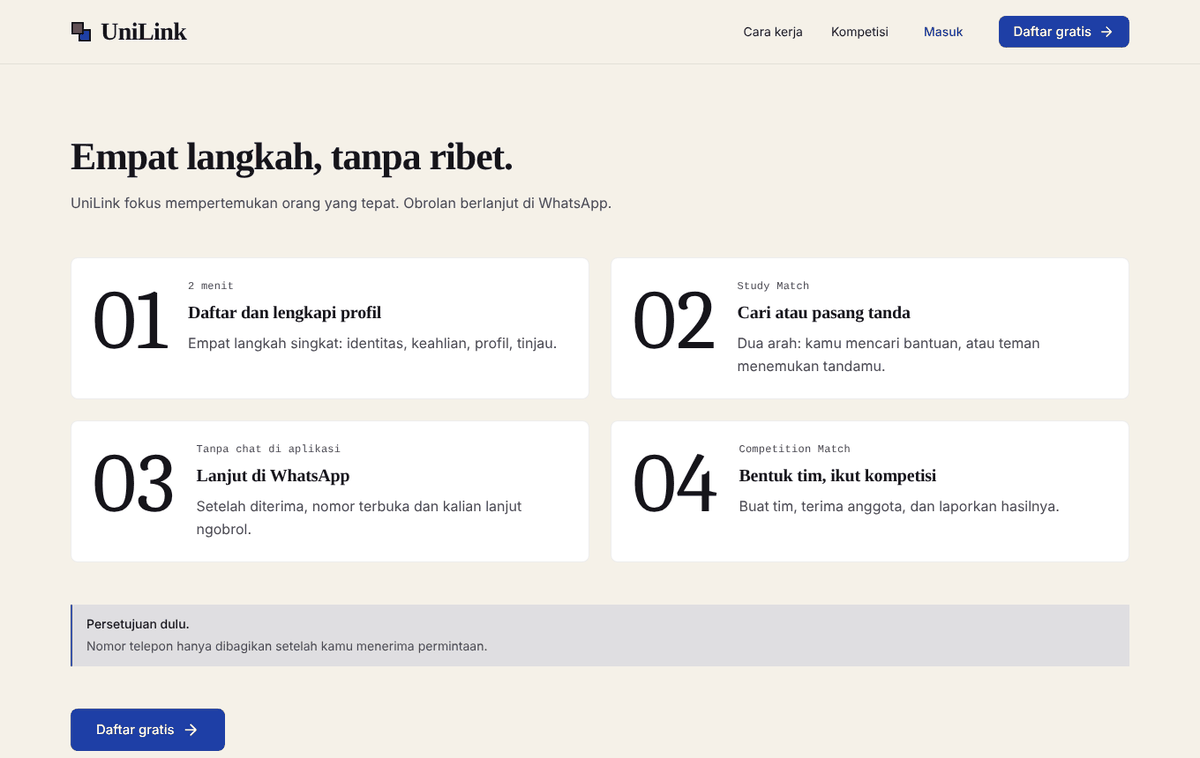 UniLink
Cara kerja
Kompetisi
Masuk
Daftar gratis
Empat langkah, tanpa ribet.
UniLink fokus mempertemukan orang yang tepat. Obrolan berlanjut di WhatsApp.
01
2 menit
Daftar dan lengkapi profil
Empat langkah singkat: identitas, keahlian, profil, tinjau.
02
Study Match
Cari atau pasang tanda
Dua arah: kamu mencari bantuan, atau teman
menemukan tandamu.
03
Tanpa chat di aplikasi
Lanjut di WhatsApp
Setelah diterima, nomor terbuka dan kalian lanjut
ngobrol.
04
Competition Match
Bentuk tim, ikut kompetisi
Buat tim, terima anggota, dan laporkan hasilnya.
Persetujuan dulu.
Nomor telepon hanya dibagikan setelah kamu menerima permintaan.
Daftar gratis